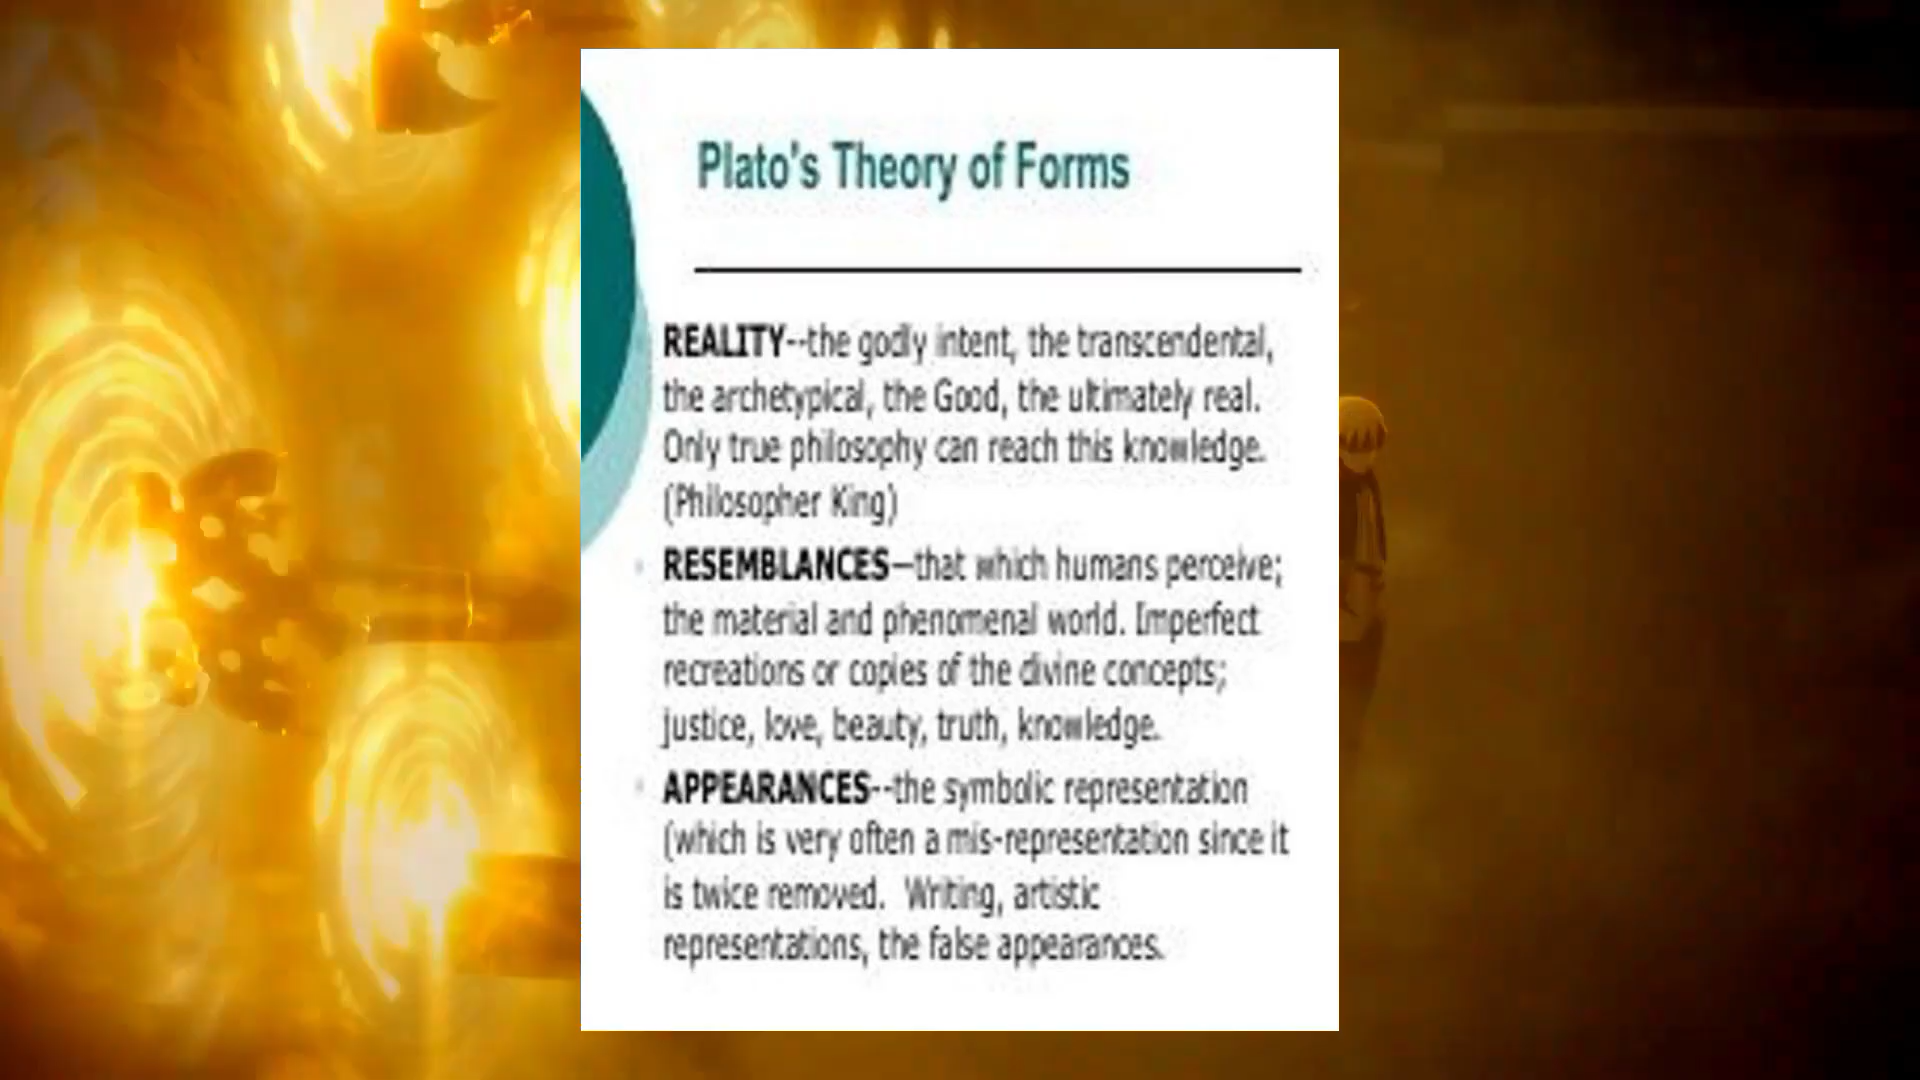 Plato's Theory of Forms
REALITY--the godly intent, the transcendental,
the archetypical, the Good, the ultimately real.
Only true philosophy can reach this knowledge.
(Philosopher King)
RESEMBLANCES—that which humans perceive;
the material and phenomenal world. Imperfect
recreations or copies of the divine concepts;
justice, love, beauty, truth, knowledge.
APPEARANCES--the symbolic representation
(which is very often a mis-representation since it
is twice removed. Writing, artistic
representations, the false appearances.